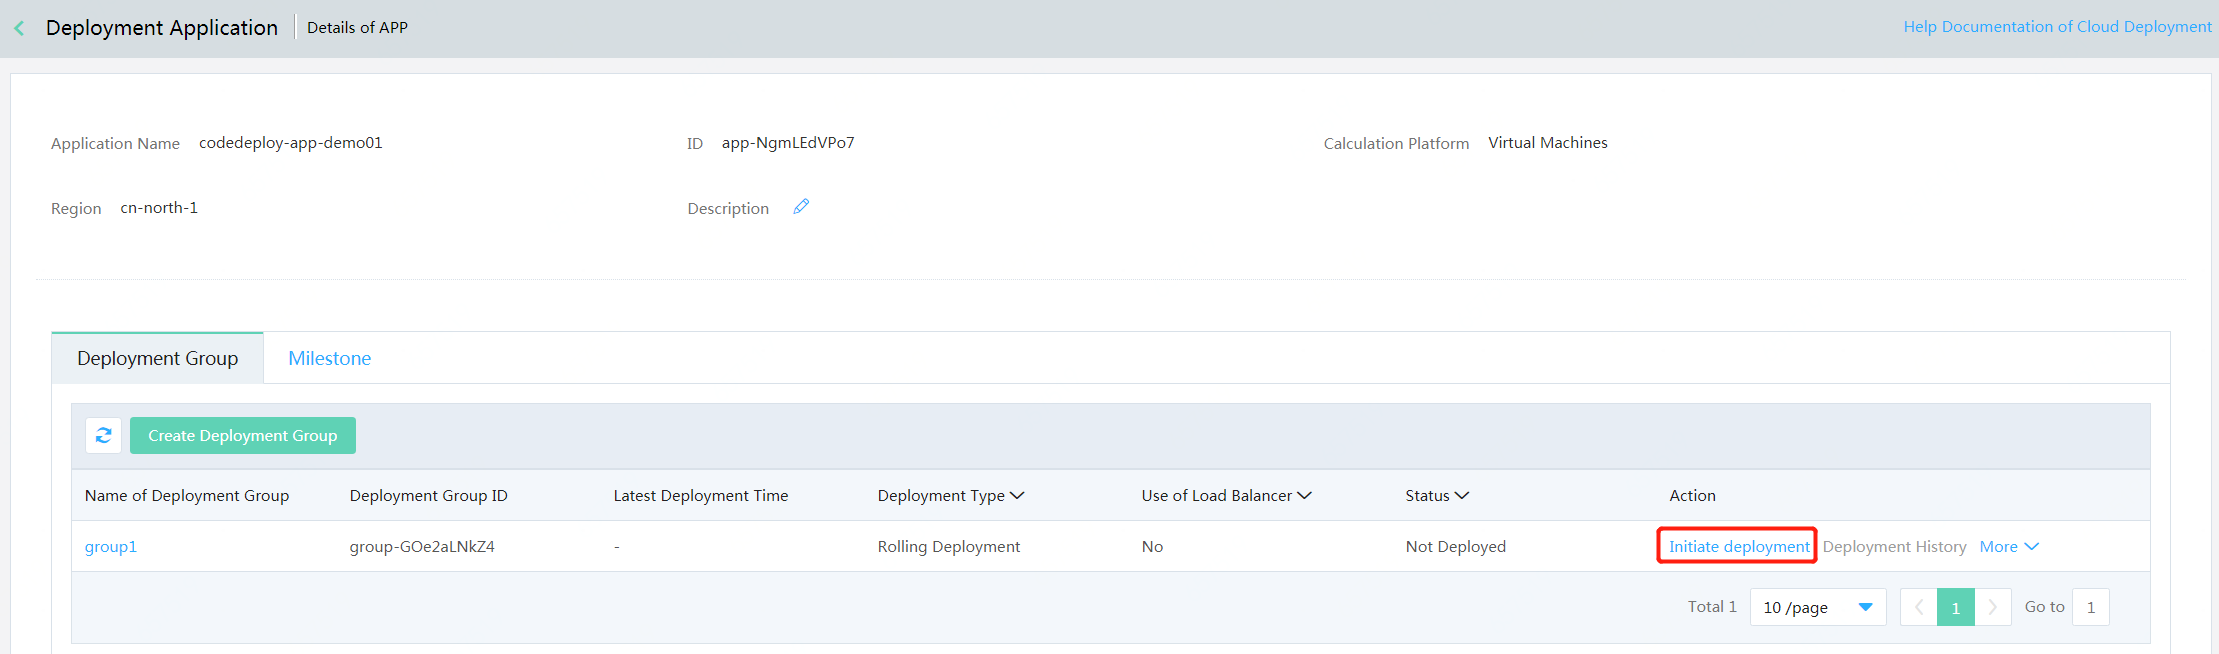 Deployment Application Details of APP Help Documentation of Cloud Deployment
Application Name codedeploy-app-demo01 ID app-NgmLEdVPo7 Calculation Platform Virtual Machines
Region cn-north-1 Description
Deployment Group Milestone
Create Deployment Group
Name of Deployment Group Deployment Group ID Latest Deployment Time Deployment Type Use of Load Balancer Status Action
group1 group-GOe2aLNkZ4 - Rolling Deployment No Not Deployed Initiate deployment Deployment History More
Total 1 10 /page 1 Go to 1